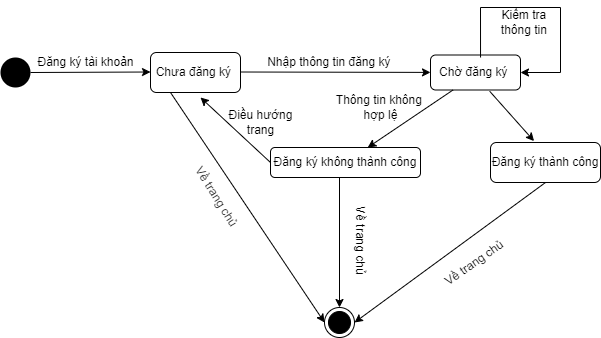 Kiểm tra
thông tin
Đăng ký tài khoản
Chưa đăng ký
Nhập thông tin đăng ký
Chờ đăng ký
Thông tin không
hợp lệ
Điều hướng
trang
Đăng ký không thành công
Đăng ký thành công
Về trang chủ
Về trang chủ
Về trang chủ